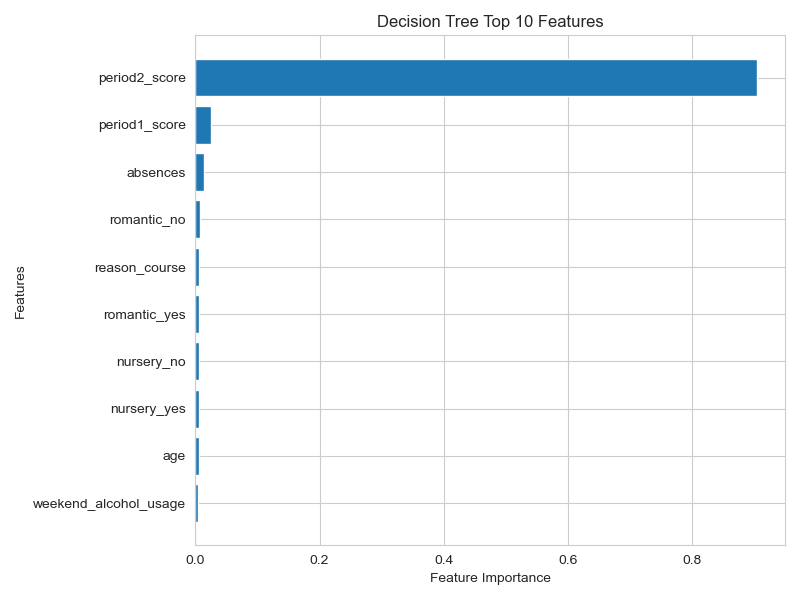 Decision Tree Top 10 Features
period2_score
period1_score
absences
romantic_no
reason_course
romantic_yes
nursery_no
nursery_yes
age
weekend_alcohol_usage
Features
0.0 0.2 0.4 0.6 0.8
Feature Importance